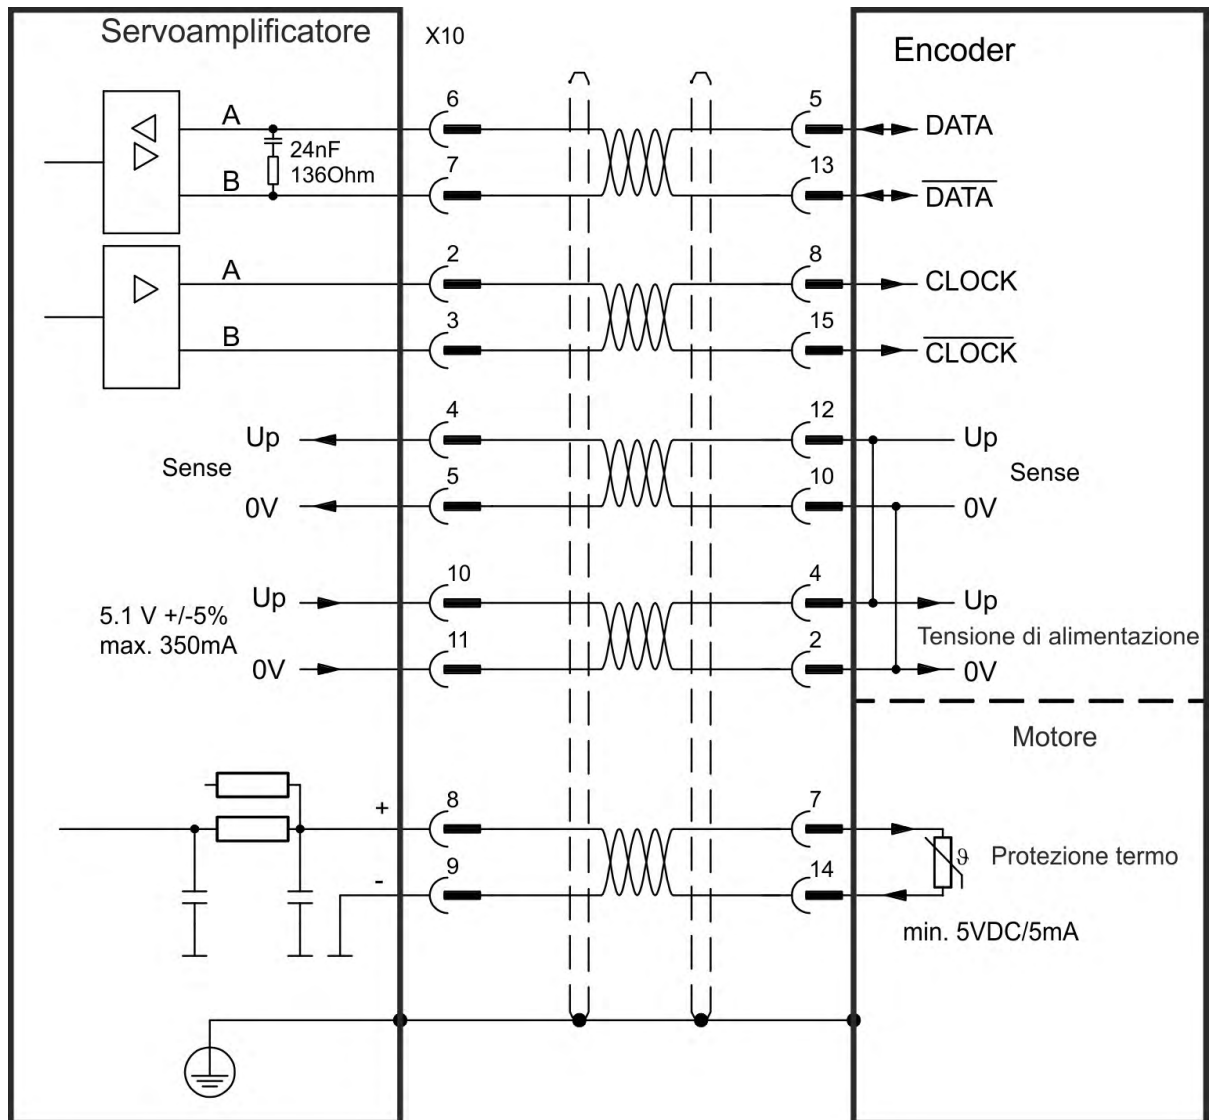 Servoamplificatore
X10
Encoder
A
6
5
DATA
24nF
136Ohm
B
7
13
DATA
A
2
8
CLOCK
B
3
15
CLOCK
Up
4
12
Up
Sense
Sense
0V
5
10
0V
Up
10
4
Up
5.1 V +/-5%
max. 350mA
Tensione di alimentazione
0V
11
2
0V
Motore
+
8
7
ϑ
Protezione termo
-
9
14
min. 5VDC/5mA